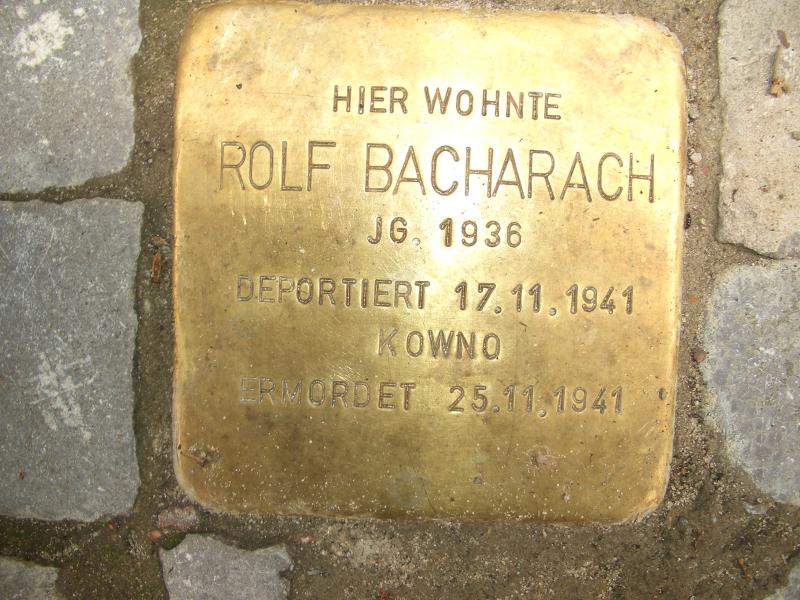 HIER WOHNTE
ROLF BACHARACH
JG. 1936
DEPORTIERT 17.11.1941
KOWNO
ERMORDET 25.11.1941